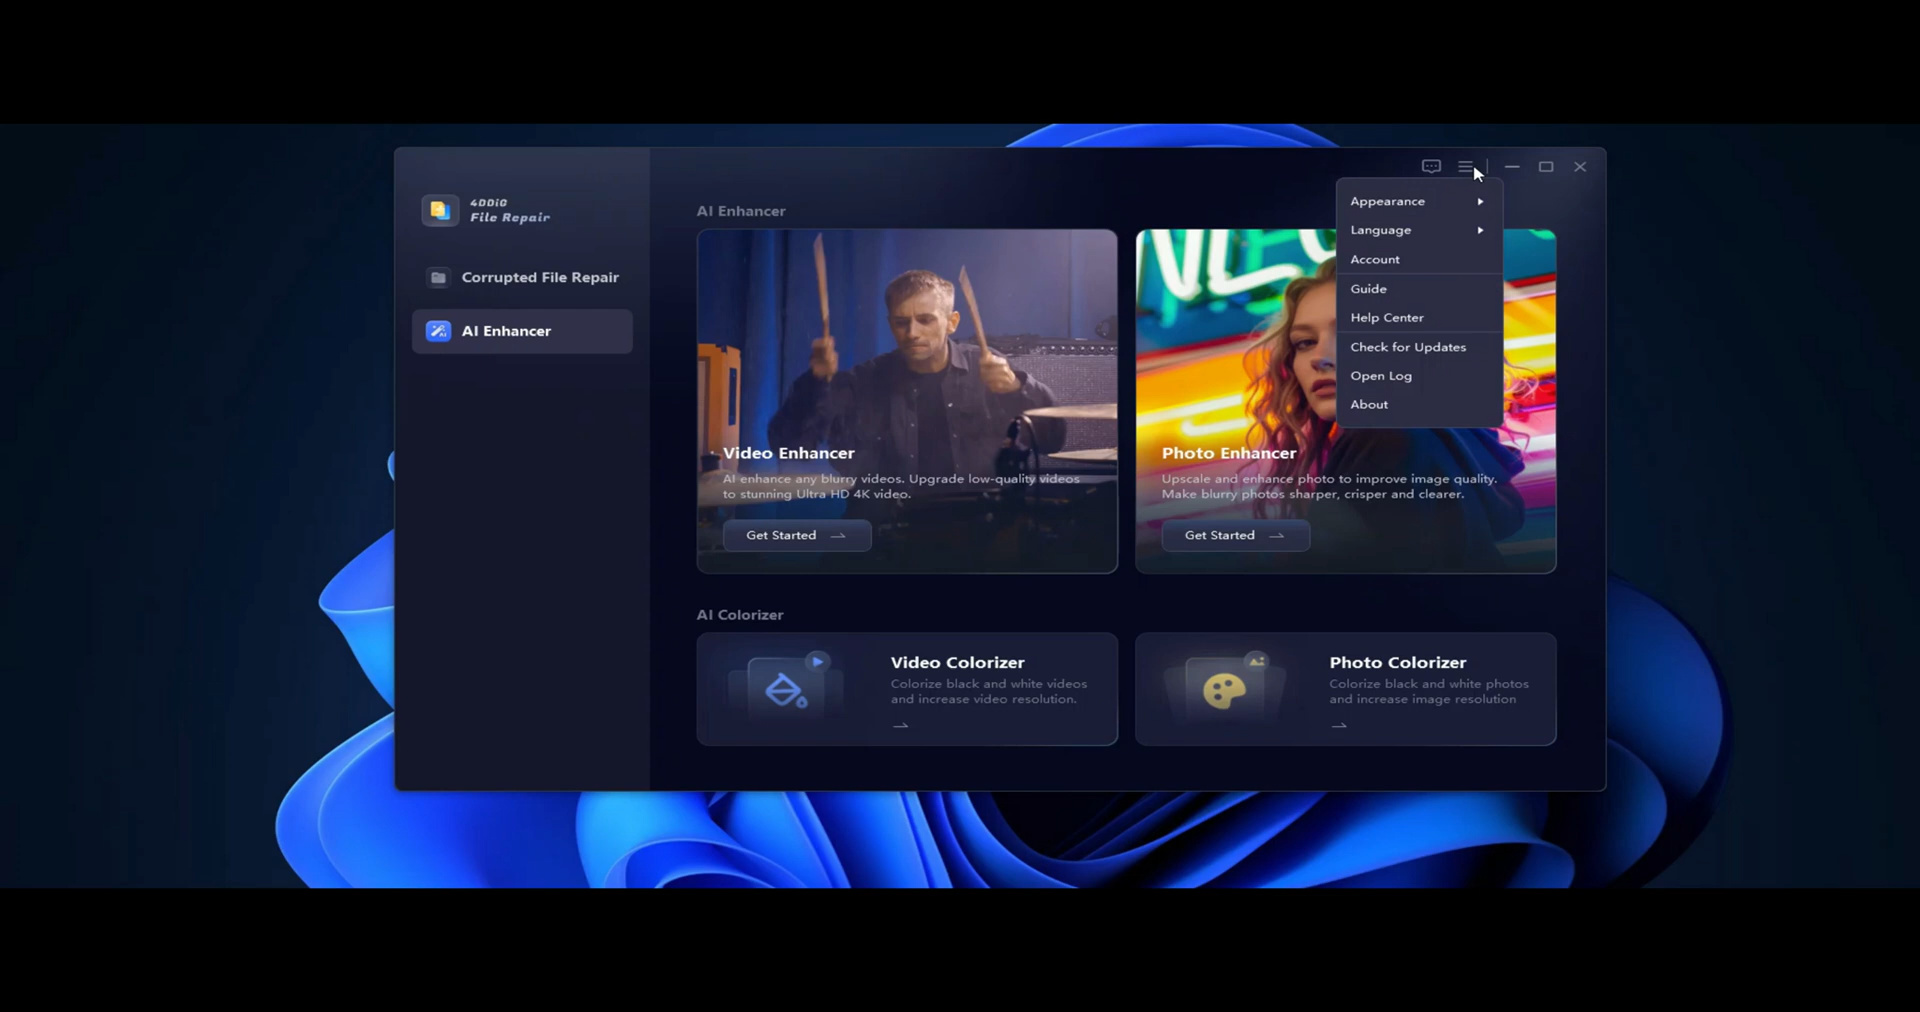 4DDiG
File Repair
Corrupted File Repair
AI Enhancer
AI Enhancer
Video Enhancer
AI enhance any blurry videos. Upgrade low-quality videos
to stunning Ultra HD 4K video.
Get Started
Photo Enhancer
Upscale and enhance photo to improve image quality.
Make blurry photos sharper, crisper and clearer.
Get Started
Appearance
Language
Account
Guide
Help Center
Check for Updates
Open Log
About
AI Colorizer
Video Colorizer
Colorize black and white videos
and increase video resolution.
Photo Colorizer
Colorize black and white photos
and increase image resolution